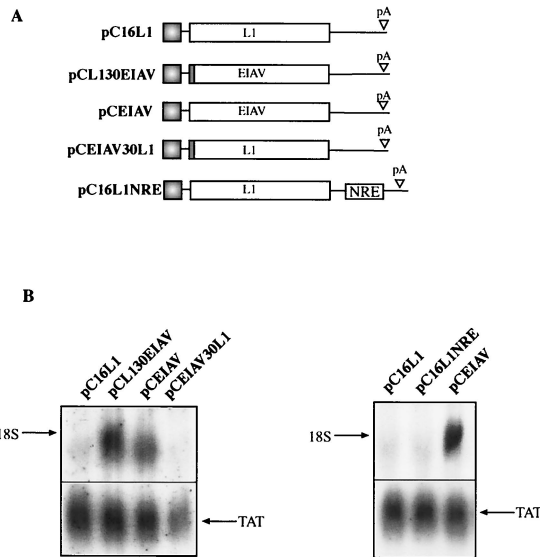 A
pA
pC16L1 L1
pA
pCL130EIAV EIAV
pA
pCEIAV EIAV
pA
pCEIAV30L1 L1
pA
pC16L1NRE L1 NRE
B
pC16L1 pCL130EIAV pCEIAV pCEIAV30L1
18S
TAT
pC16L1 pC16L1NRE pCEIAV
18S
TAT